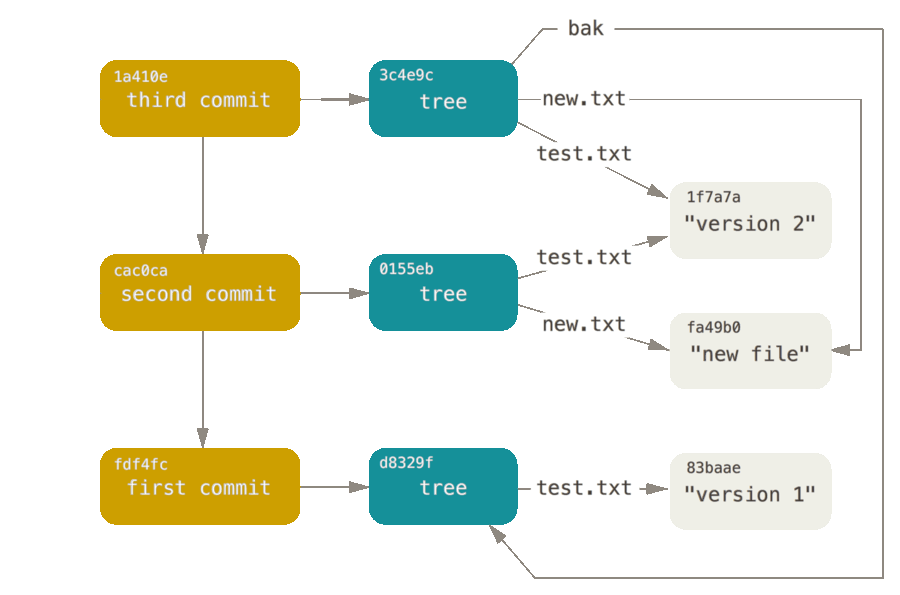 bak
1a410e
third commit
3c4e9c
tree
new.txt
test.txt
1f7a7a
"version 2"
cac0ca
second commit
0155eb
tree
test.txt
new.txt
fa49b0
"new file"
fdf4fc
first commit
d8329f
tree
test.txt
83baae
"version 1"